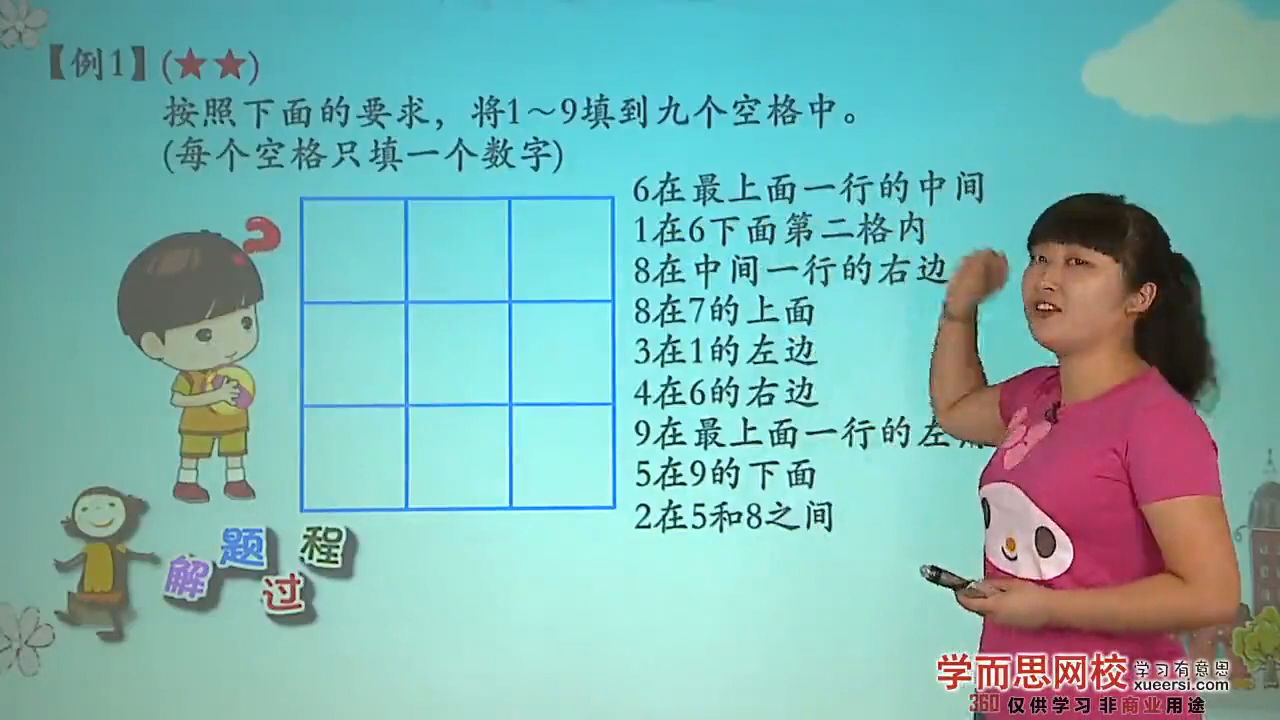 【例1】(★★)
按照下面的要求，将1～9填到九个空格中。
(每个空格只填一个数字)
6在最上面一行的中间
1在6下面第二格内
8在中间一行的右边
8在7的上面
3在1的左边
4在6的右边
9在最上面一行的左
5在9的下面
2在5和8之间
解题过程
学而思网校 学习有意思
xueersi.com
360 仅供学习 非商业用途